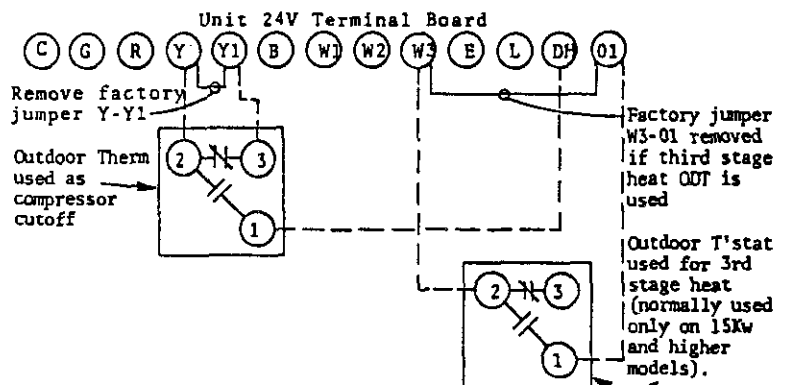 Unit 24V Terminal Board
C G R Y Y1 B W1 W2 W3 E L DH 01
Remove factory
jumper Y-Y1
Factory jumper
W3-01 removed
if third stage
heat ODT is
used
Outdoor Therm
used as
compressor
cutoff
2 3
1
Outdoor T'stat
used for 3rd
stage heat
(normally used
only on 15Kw
and higher
models).
2 3
1